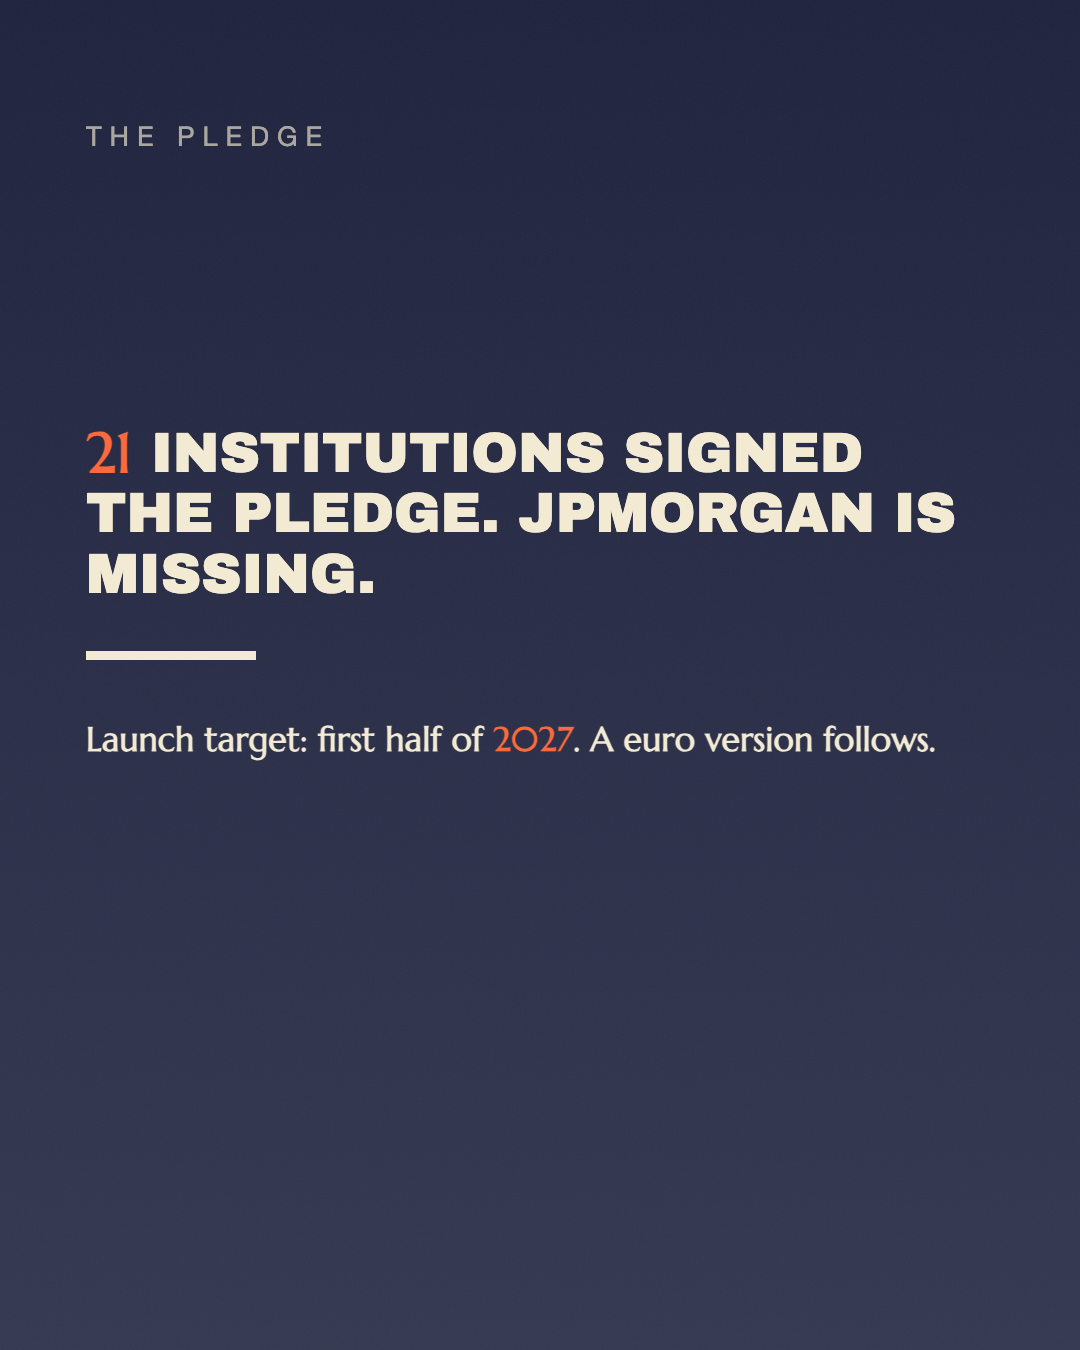 THE PLEDGE
21 INSTITUTIONS SIGNED
THE PLEDGE. JPMORGAN IS
MISSING.
Launch target: first half of 2027. A euro version follows.